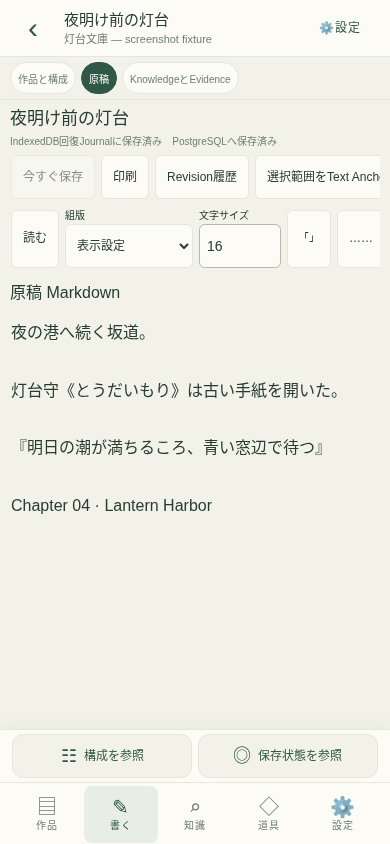 夜明け前の灯台
灯台文庫 — screenshot fixture
設定
作品と構成
原稿
KnowledgeとEvidence
夜明け前の灯台
IndexedDB回復Journalに保存済み PostgreSQLへ保存済み
今すぐ保存
印刷
Revision履歴
選択範囲をText Anch
読む
組版
表示設定
文字サイズ
16
「」
……
原稿 Markdown
夜の港へ続く坂道。
灯台守《とうだいもり》は古い手紙を開いた。
『明日の潮が満ちるころ、青い窓辺で待つ』
Chapter 04 · Lantern Harbor
構成を参照
保存状態を参照
作品
書く
知識
道具
設定